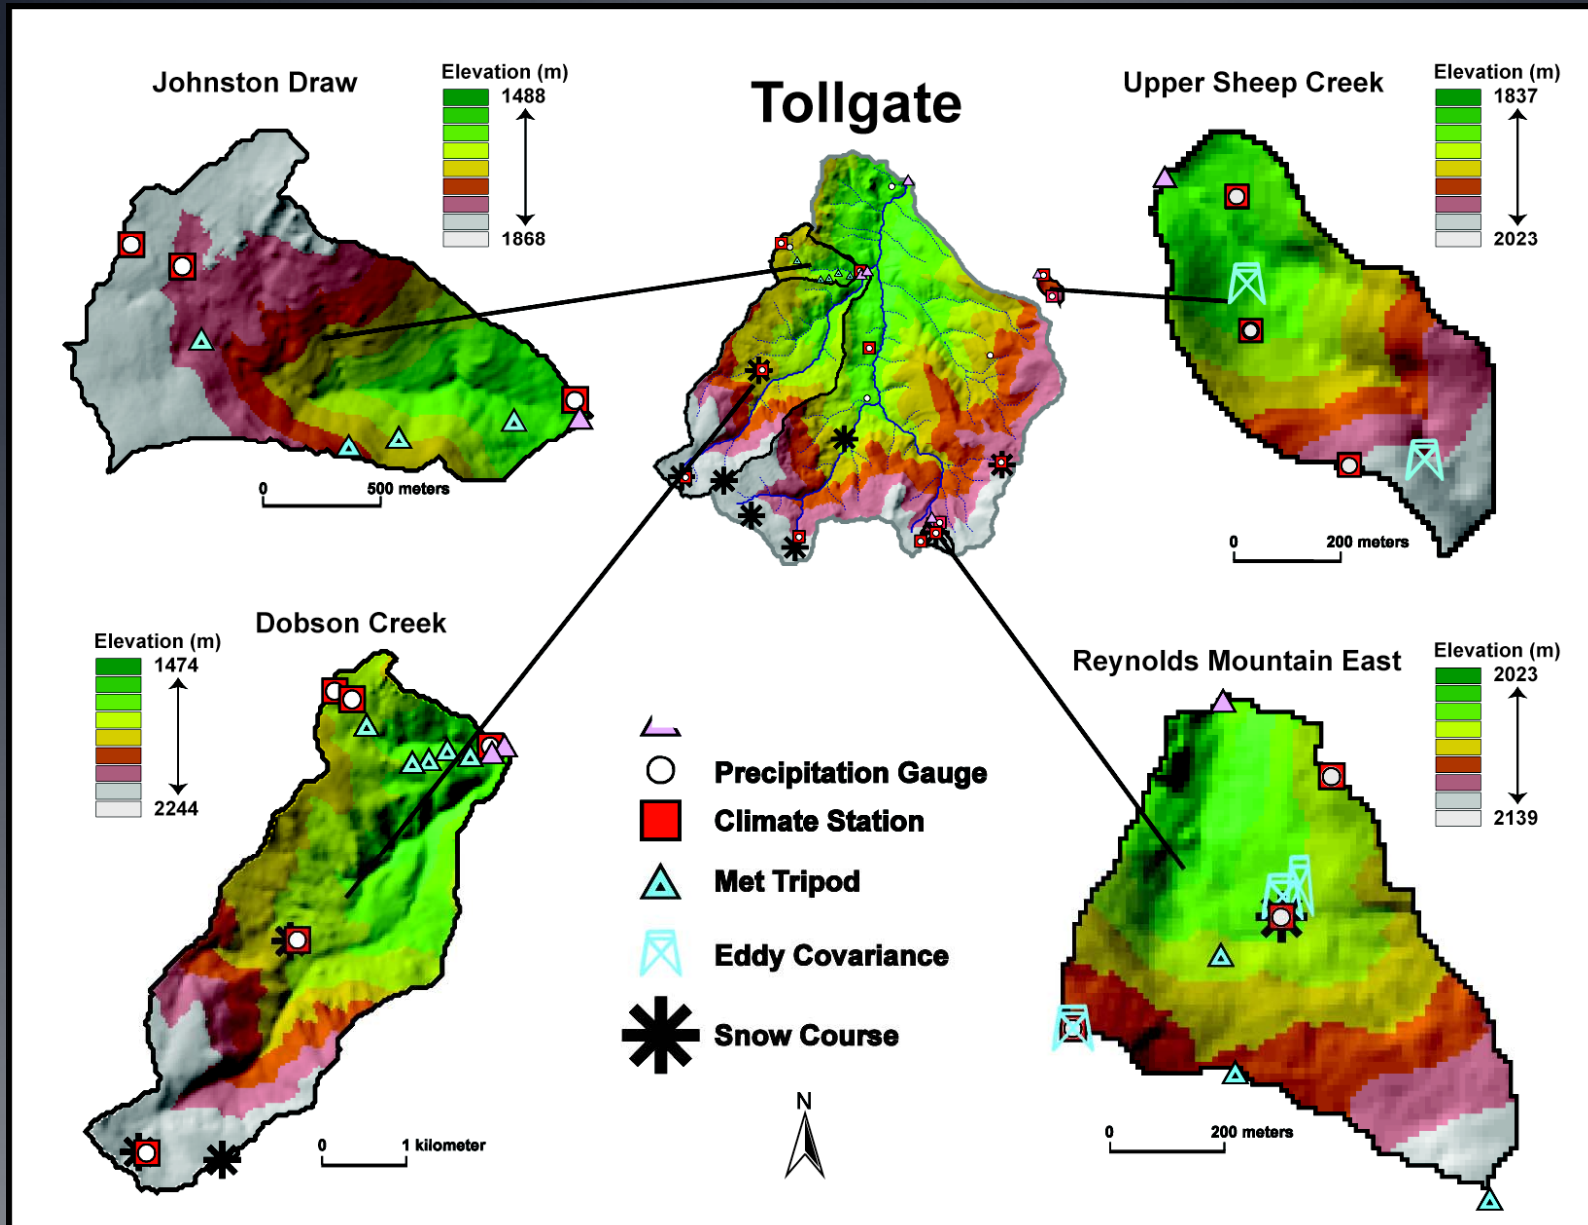 Tollgate
Johnston Draw
Elevation (m)
1488
1868
0 500 meters
Upper Sheep Creek
Elevation (m)
1837
2023
0 200 meters
Dobson Creek
Elevation (m)
1474
2244
0 1 kilometer
Reynolds Mountain East
Elevation (m)
2023
2139
0 200 meters
Precipitation Gauge
Climate Station
Met Tripod
Eddy Covariance
Snow Course
N